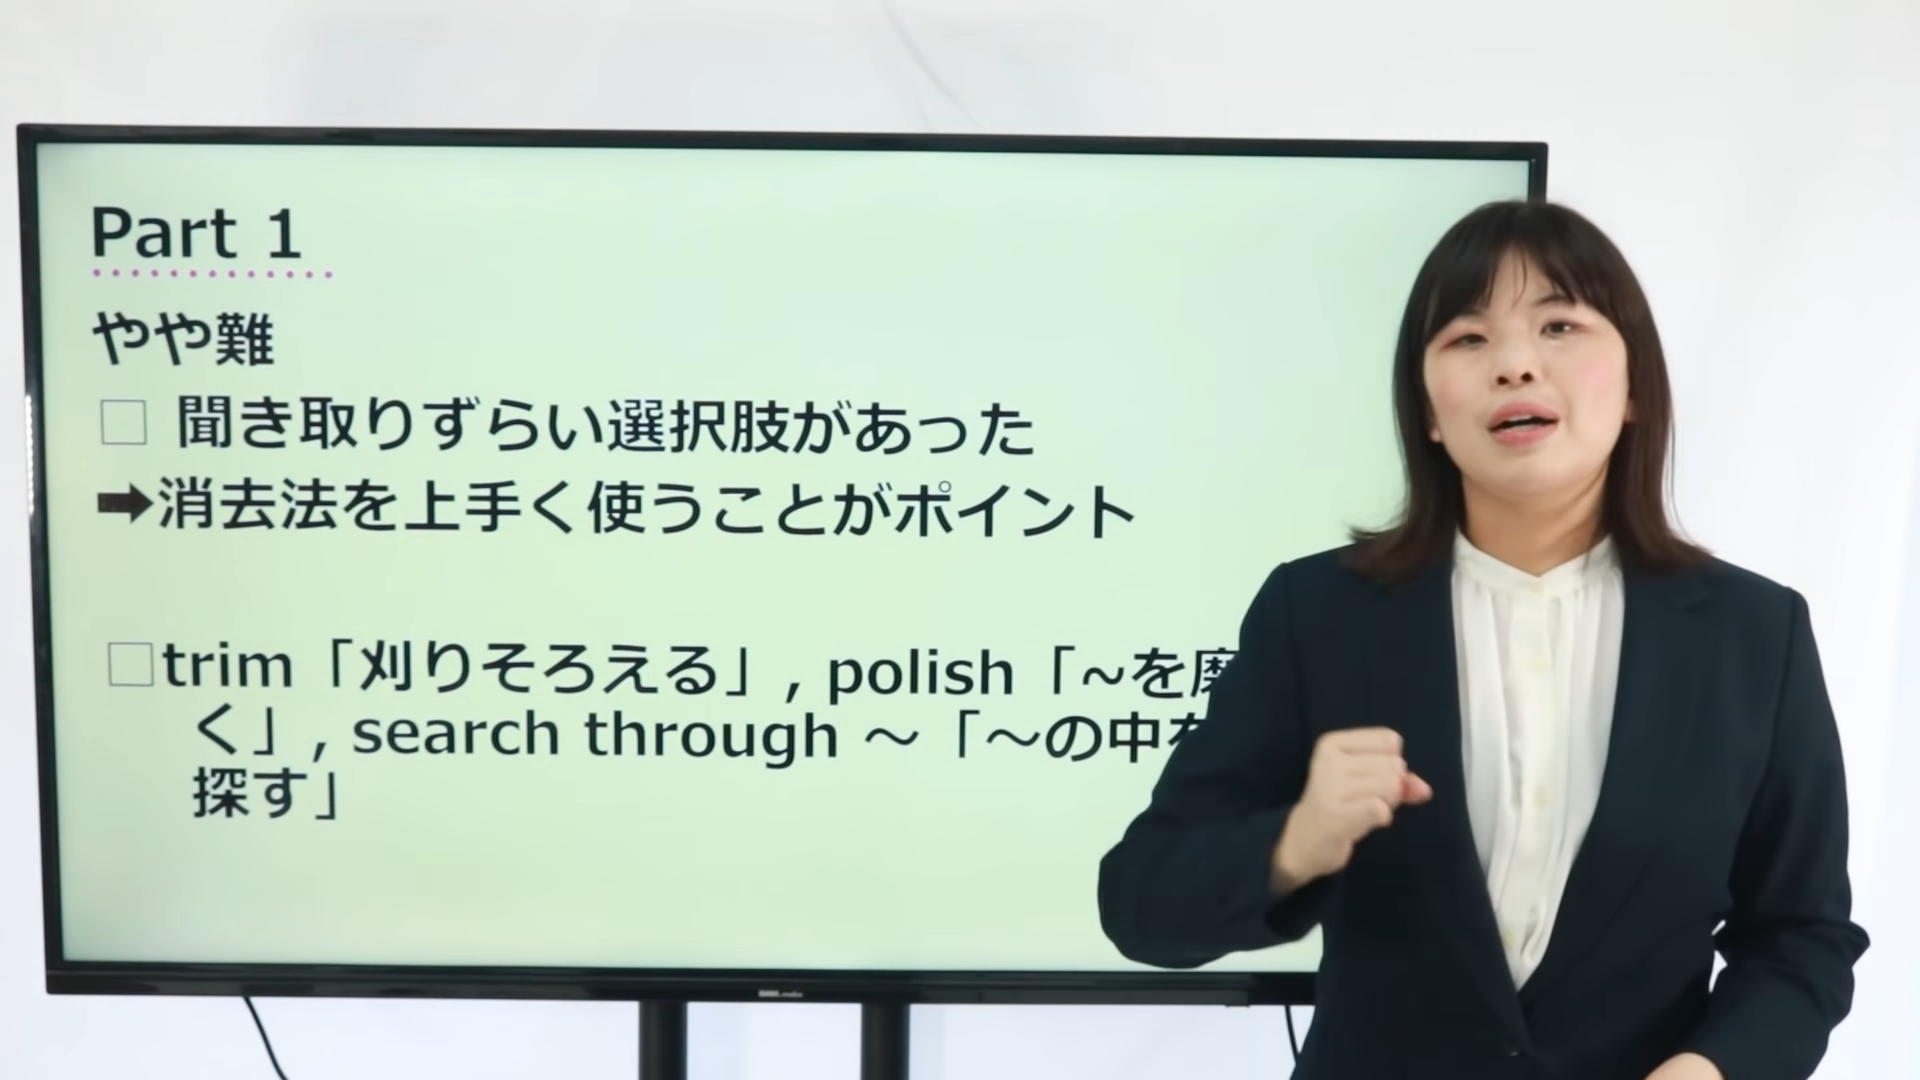 Part 1
やや難
□ 聞き取りずらい選択肢があった
➡消去法を上手く使うことがポイント
□trim「刈りそろえる」, polish「~を磨
く」, search through ～「～の中を
探す」